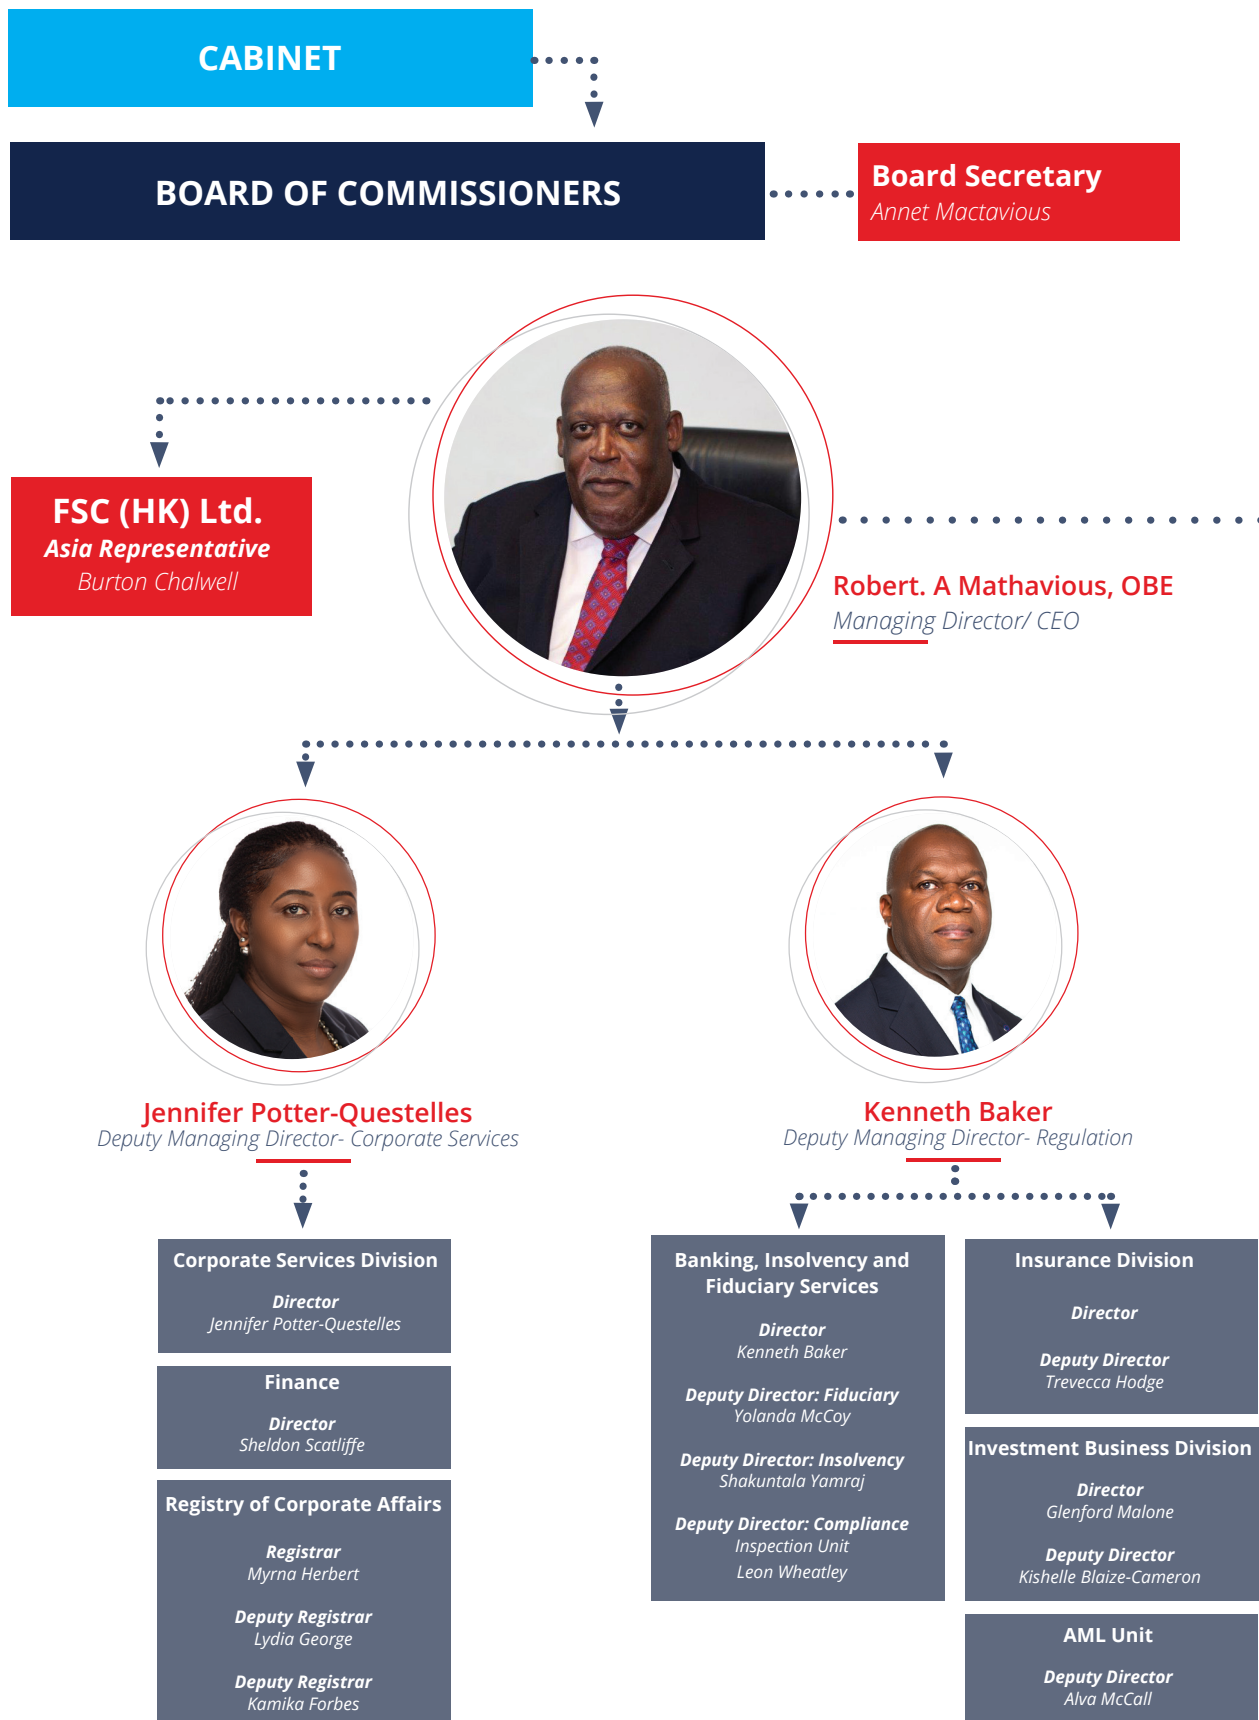 CABINET
BOARD OF COMMISSIONERS
Board Secretary
Annet Mactavious
FSC (HK) Ltd.
Asia Representative
Burton Chalwell
Robert. A Mathavious, OBE
Managing Director/ CEO
Jennifer Potter-Questelles
Deputy Managing Director- Corporate Services
Kenneth Baker
Deputy Managing Director- Regulation
Corporate Services Division
Director
Jennifer Potter-Questelles
Finance
Director
Sheldon Scatliffe
Registry of Corporate Affairs
Registrar
Myrna Herbert
Deputy Registrar
Lydia George
Deputy Registrar
Kamika Forbes
Banking, Insolvency and
Fiduciary Services
Director
Kenneth Baker
Deputy Director: Fiduciary
Yolanda McCoy
Deputy Director: Insolvency
Shakuntala Yamraj
Deputy Director: Compliance
Inspection Unit
Leon Wheatley
Insurance Division
Director
Deputy Director
Trevecca Hodge
Investment Business Division
Director
Glenford Malone
Deputy Director
Kishelle Blaize-Cameron
AML Unit
Deputy Director
Alva McCall